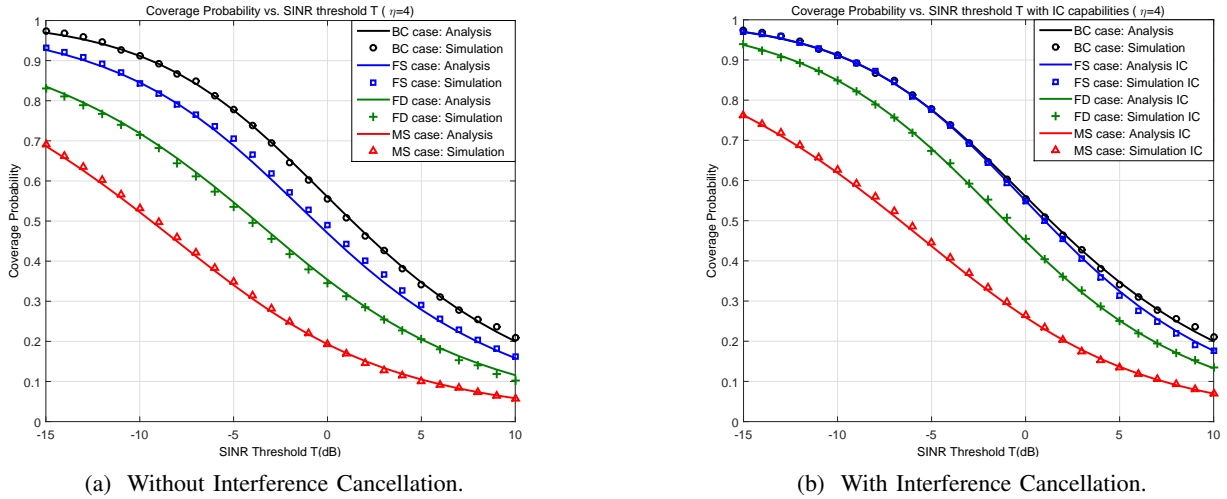 Coverage Probability vs. SINR threshold T ( η=4)
1
0.9
0.8
0.7
0.6
0.5
0.4
0.3
0.2
0.1
0
Coverage Probability
BC case: Analysis
BC case: Simulation
FS case: Analysis
FS case: Simulation
FD case: Analysis
FD case: Simulation
MS case: Analysis
MS case: Simulation
-15 -10 -5 0 5 10
SINR Threshold T(dB)
(a) Without Interference Cancellation.
Coverage Probability vs. SINR threshold T with IC capabilities (η=4)
1
0.9
0.8
0.7
0.6
0.5
0.4
0.3
0.2
0.1
0
Coverage Probability
BC case: Analysis
BC case: Simulation
FS case: Analysis IC
FS case: Simulation IC
FD case: Analysis IC
FD case: Simulation IC
MS case: Analysis IC
MS case: Simulation IC
-15 -10 -5 0 5 10
SINR Threshold T(dB)
(b) With Interference Cancellation.